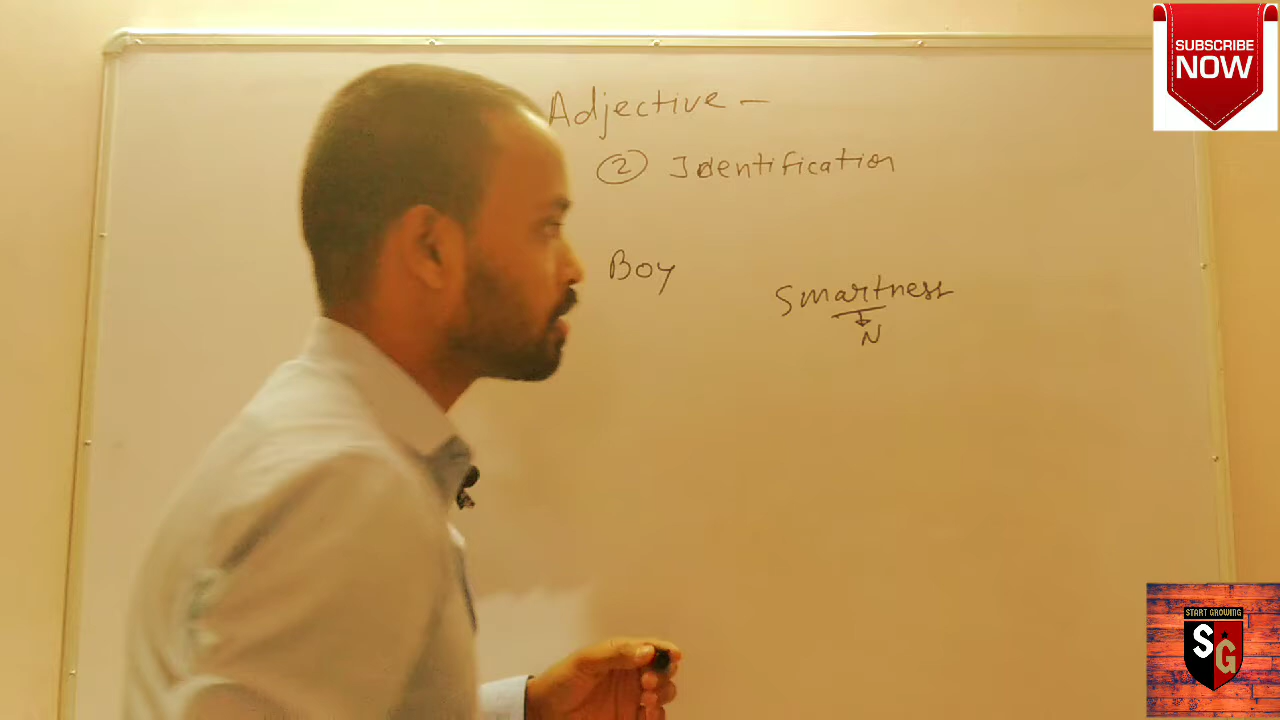 SUBSCRIBE
NOW
Adjective –
② Identification
Boy
Smartness
N
START GROWING
SG